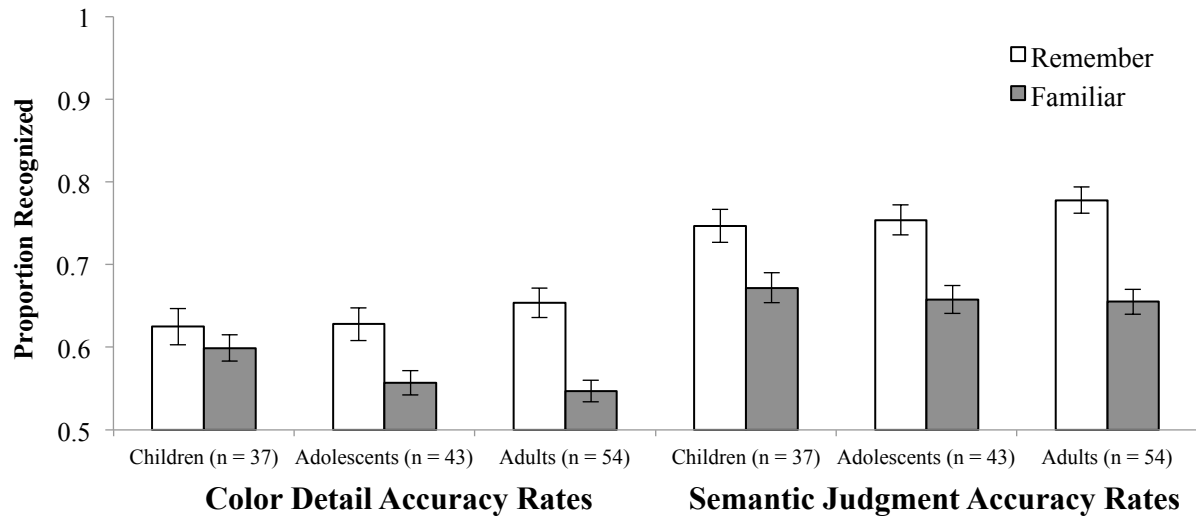 1
0.9
0.8
0.7
0.6
0.5
Proportion Recognized
Remember
Familiar
Children (n = 37) Adolescents (n = 43) Adults (n = 54) Children (n = 37) Adolescents (n = 43) Adults (n = 54)
Color Detail Accuracy Rates Semantic Judgment Accuracy Rates